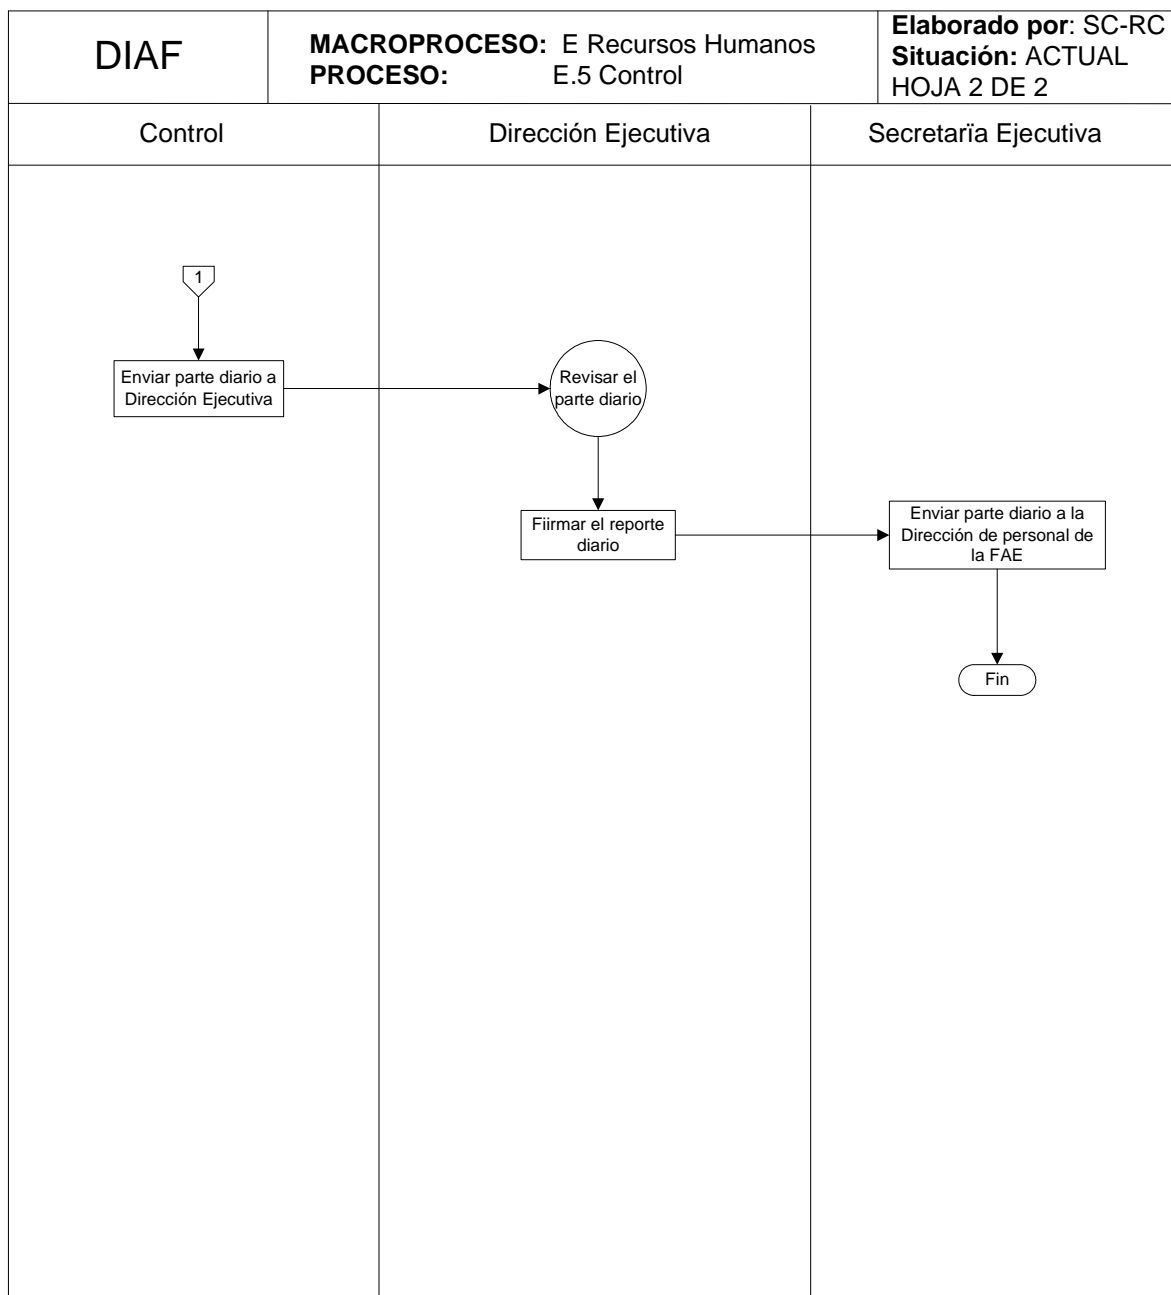 DIAF
MACROPROCESO: E Recursos Humanos
PROCESO: E.5 Control
Elaborado por: SC-RC
Situación: ACTUAL
HOJA 2 DE 2
Control
Dirección Ejecutiva
Secretarïa Ejecutiva
1
Enviar parte diario a
Dirección Ejecutiva
Revisar el
parte diario
Fiirmar el reporte
diario
Enviar parte diario a la
Dirección de personal de
la FAE
Fin